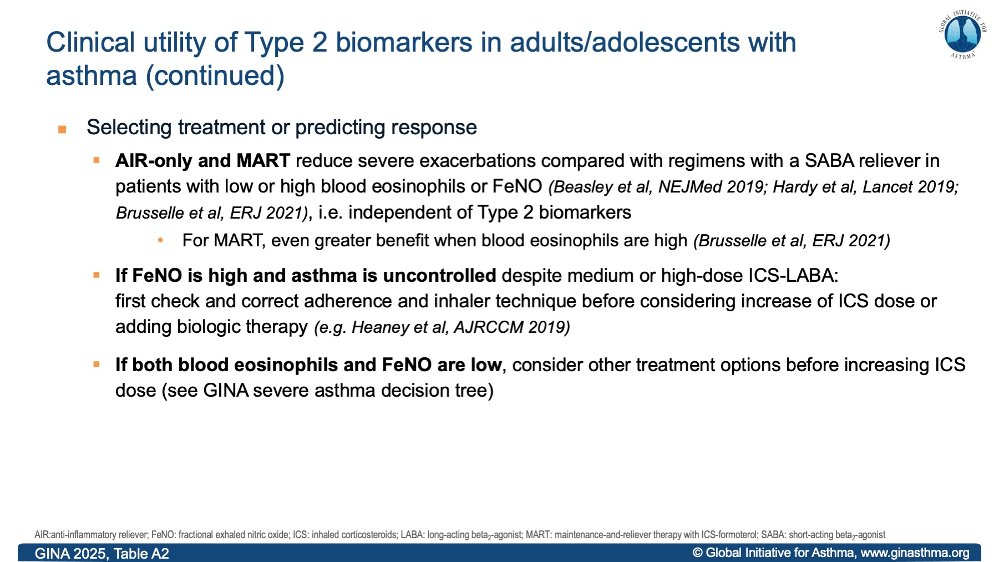 Clinical utility of Type 2 biomarkers in adults/adolescents with
asthma (continued)
GLOBAL INITIATIVE FOR
ASTHMA
Selecting treatment or predicting response
AIR-only and MART reduce severe exacerbations compared with regimens with a SABA reliever in
patients with low or high blood eosinophils or FeNO (Beasley et al, NEJMed 2019; Hardy et al, Lancet 2019;
Brusselle et al, ERJ 2021), i.e. independent of Type 2 biomarkers
For MART, even greater benefit when blood eosinophils are high (Brusselle et al, ERJ 2021)
If FeNO is high and asthma is uncontrolled despite medium or high-dose ICS-LABA:
first check and correct adherence and inhaler technique before considering increase of ICS dose or
adding biologic therapy (e.g. Heaney et al, AJRCCM 2019)
If both blood eosinophils and FeNO are low, consider other treatment options before increasing ICS
dose (see GINA severe asthma decision tree)
AIR:anti-inflammatory reliever; FeNO: fractional exhaled nitric oxide; ICS: inhaled corticosteroids; LABA: long-acting beta2-agonist; MART: maintenance-and-reliever therapy with ICS-formoterol; SABA: short-acting beta2-agonist
GINA 2025, Table A2
© Global Initiative for Asthma, www.ginasthma.org